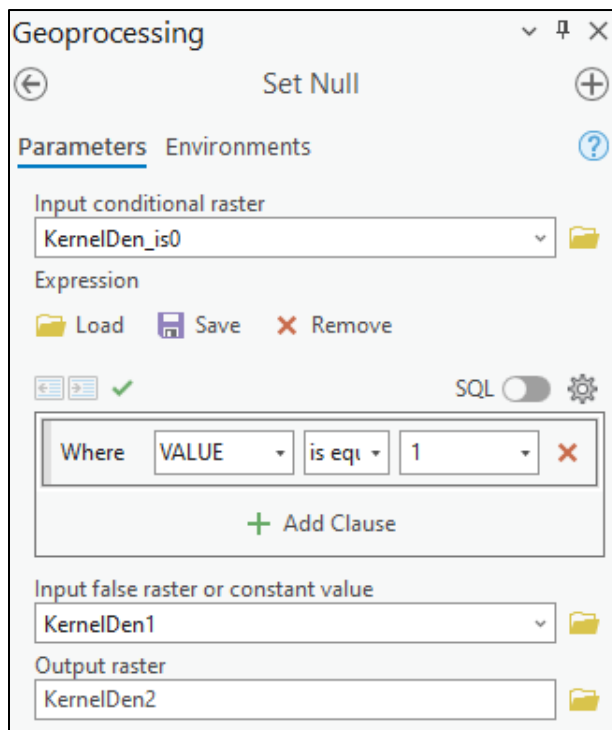 Geoprocessing
Set Null
Parameters Environments
?
Input conditional raster
KernelDen_is0
Expression
Load Save Remove
SQL
Where VALUE is equ 1
Add Clause
Input false raster or constant value
KernelDen1
Output raster
KernelDen2